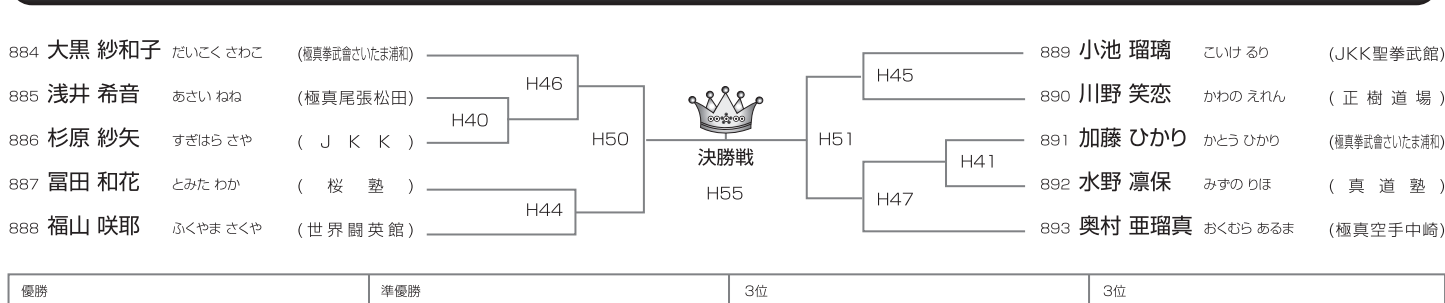 884 大黒 紗和子 だいこく さわこ (極真拳武會さいたま浦和)
885 浅井 希音 あさい ねね (極真尾張松田)
886 杉原 紗矢 すぎはら さや (JKK)
887 冨田 和花 とみた わか (桜塾)
888 福山 咲耶 ふくやま さくや (世界闘英館)
H46
H40
H50
H44
決勝戦
H55
H45
H51
H41
H47
889 小池 瑠璃 こいけ るり (JKK聖拳武館)
890 川野 笑恋 かわの えれん (正樹道場)
891 加藤 ひかり かとう ひかり (極真拳武會さいたま浦和)
892 水野 凛保 みずの りほ (真道塾)
893 奥村 亜瑠真 おくむら あるま (極真空手中崎)
優勝 準優勝 3位 3位